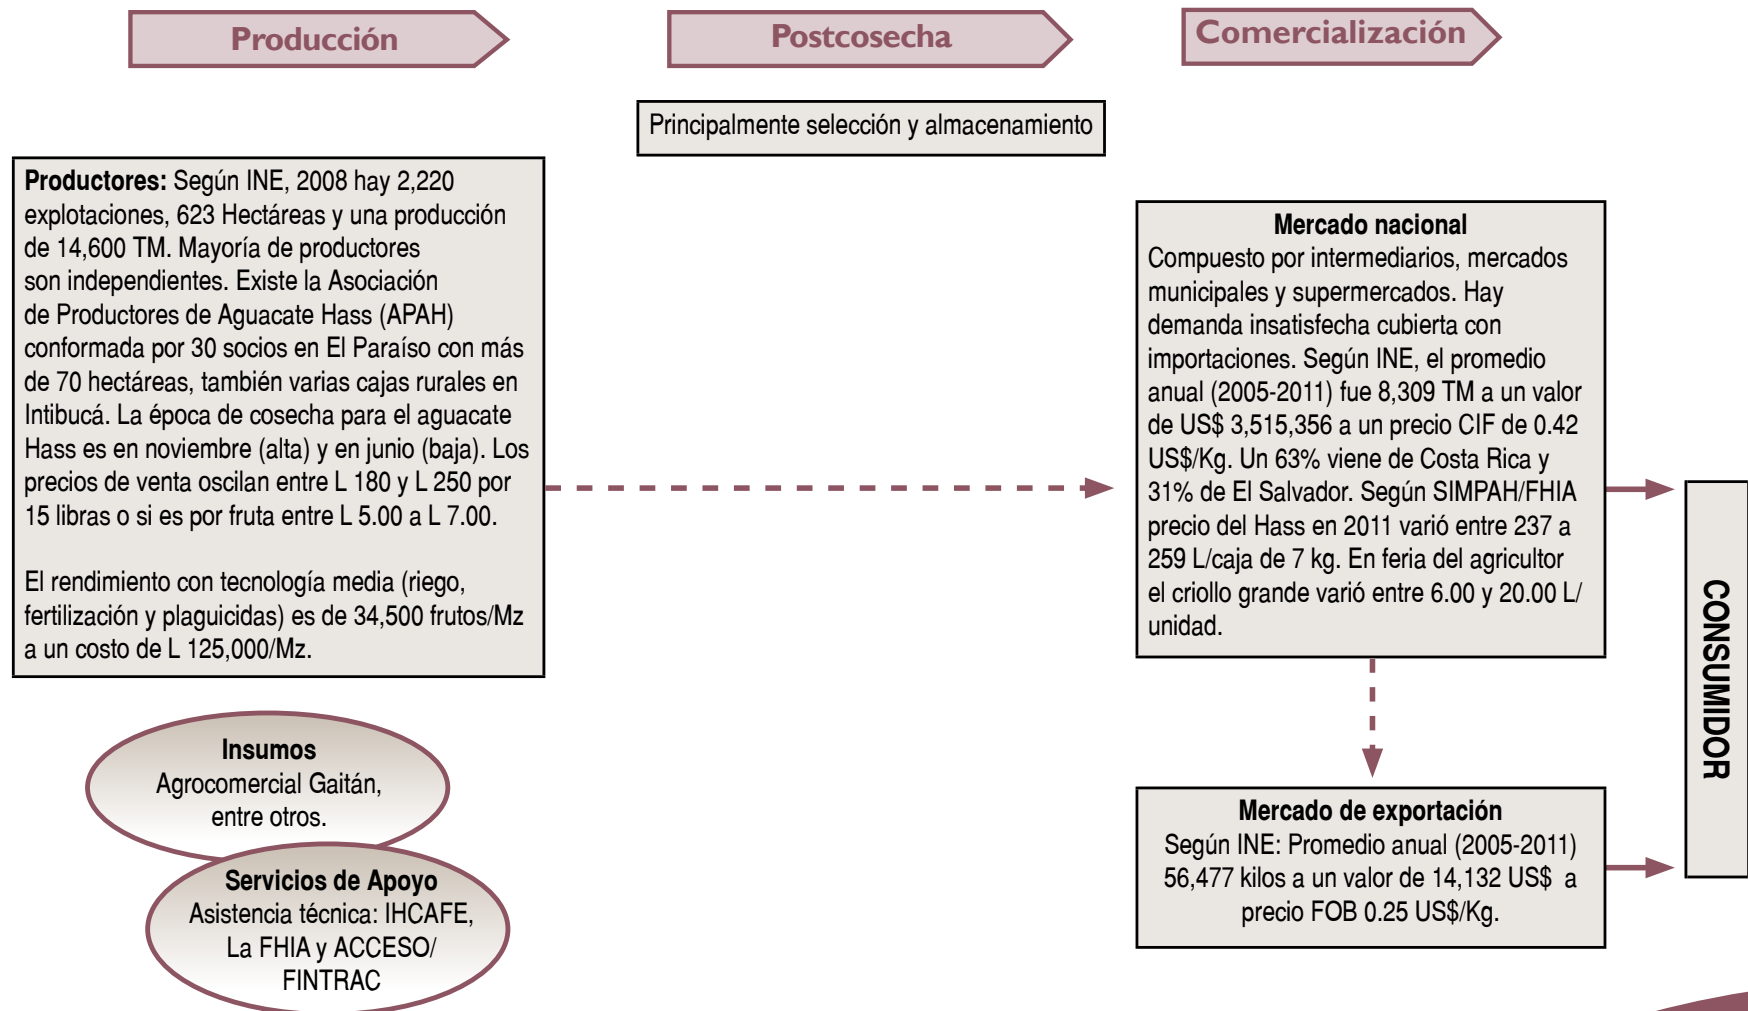 Producción
Postcosecha
Comercialización
Principalmente selección y almacenamiento
Productores: Según INE, 2008 hay 2,220
explotaciones, 623 Hectáreas y una producción
de 14,600 TM. Mayoría de productores
son independientes. Existe la Asociación
de Productores de Aguacate Hass (APAH)
conformada por 30 socios en El Paraíso con más
de 70 hectáreas, también varias cajas rurales en
Intibucá. La época de cosecha para el aguacate
Hass es en noviembre (alta) y en junio (baja). Los
precios de venta oscilan entre L 180 y L 250 por
15 libras o si es por fruta entre L 5.00 a L 7.00.
El rendimiento con tecnología media (riego,
fertilización y plaguicidas) es de 34,500 frutos/Mz
a un costo de L 125,000/Mz.
Insumos
Agrocomercial Gaitán,
entre otros.
Servicios de Apoyo
Asistencia técnica: IHCAFE,
La FHIA y ACCESO/
FINTRAC
Mercado nacional
Compuesto por intermediarios, mercados
municipales y supermercados. Hay
demanda insatisfecha cubierta con
importaciones. Según INE, el promedio
anual (2005-2011) fue 8,309 TM a un valor
de US$ 3,515,356 a un precio CIF de 0.42
US$/Kg. Un 63% viene de Costa Rica y
31% de El Salvador. Según SIMPAH/FHIA
precio del Hass en 2011 varió entre 237 a
259 L/caja de 7 kg. En feria del agricultor
el criollo grande varió entre 6.00 y 20.00 L/
unidad.
Mercado de exportación
Según INE: Promedio anual (2005-2011)
56,477 kilos a un valor de 14,132 US$ a
precio FOB 0.25 US$/Kg.
CONSUMIDOR